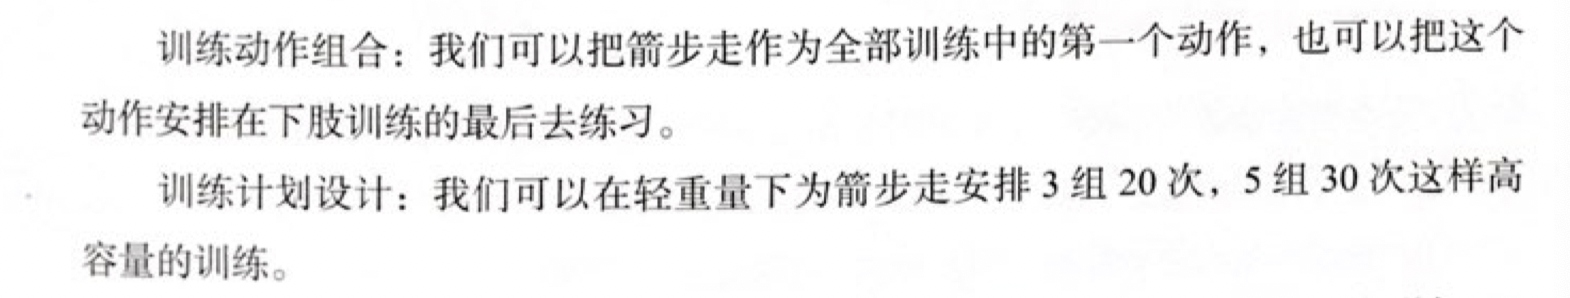 训练动作组合：我们可以把箭步走作为全部训练中的第一个动作，也可以把这个
动作安排在下肢训练的最后去练习。
训练计划设计：我们可以在轻重量下为箭步走安排 3 组 20 次，5 组 30 次这样高
容量的训练。